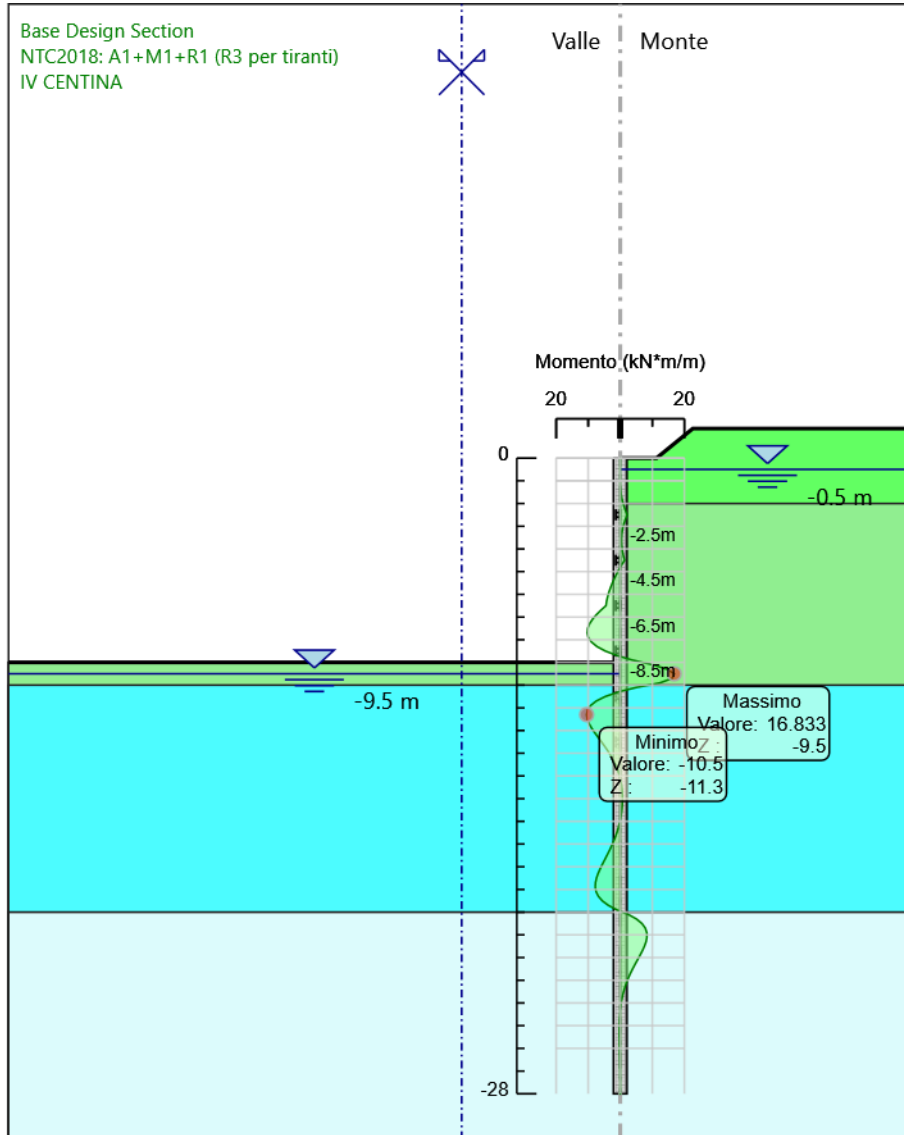 Base Design Section
NTC2018: A1+M1+R1 (R3 per tiranti)
IV CENTINA
Valle Monte
Momento (kN*m/m)
20 20
0
-0.5 m
-2.5m
-4.5m
-6.5m
-8.5m
-9.5 m
Massimo
Valore: 16.833
Z : -9.5
Minimo
Valore: -10.5
Z : -11.3
-28